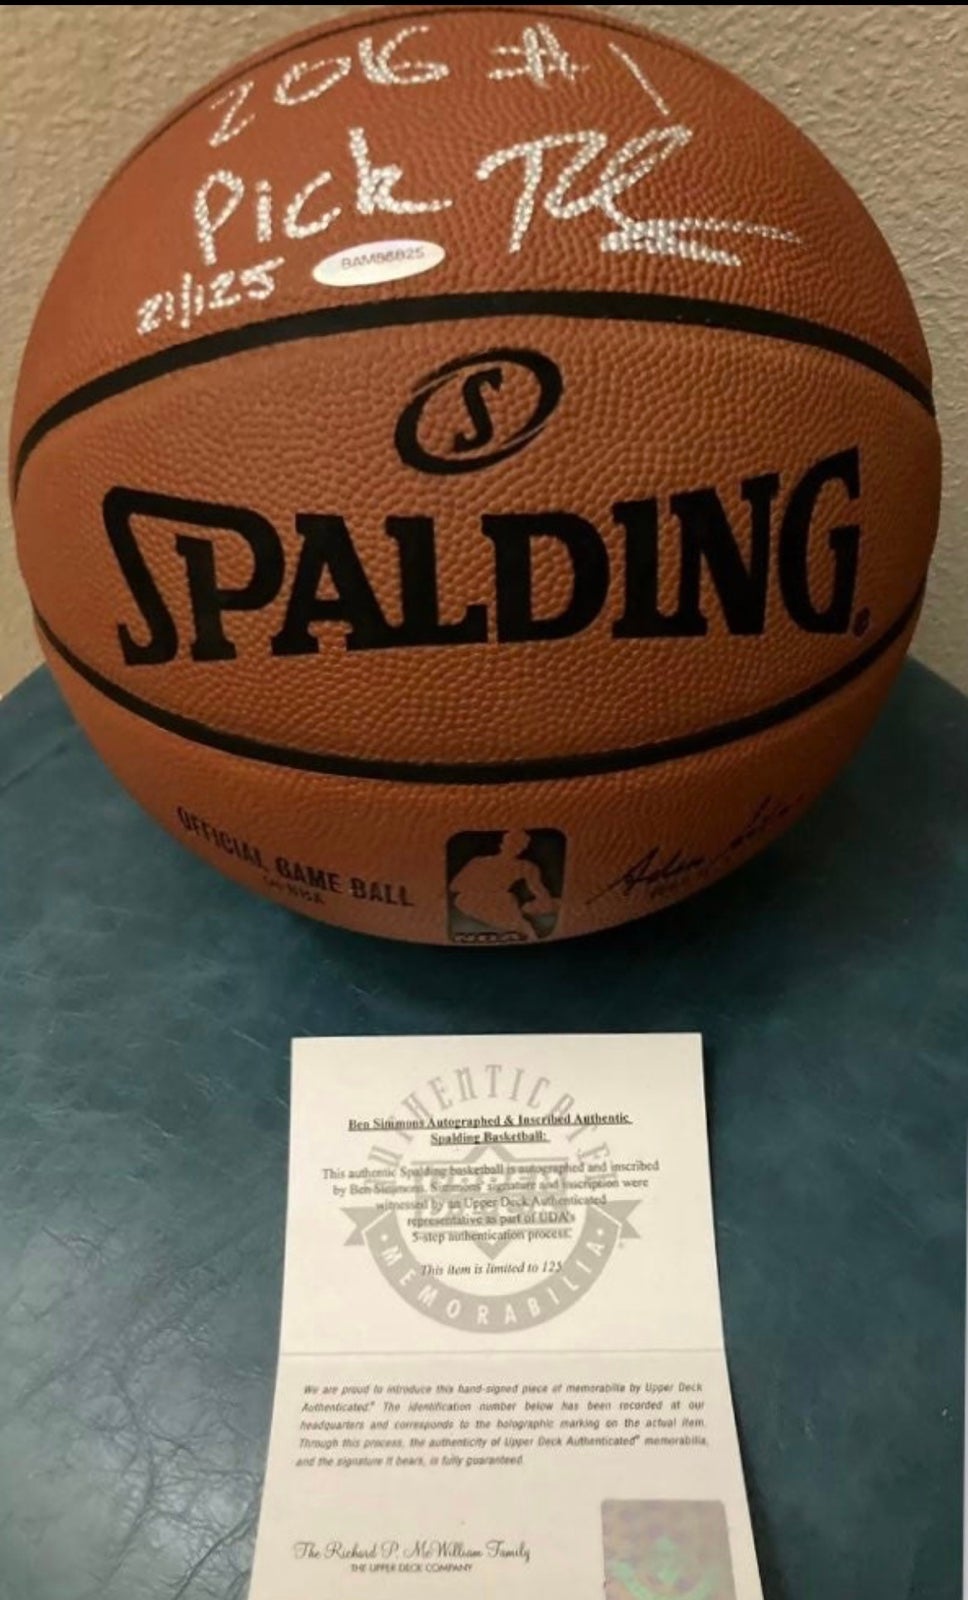 2016 #1
Pick
21/125
BAM86825
S
SPALDING
OFFICIAL GAME BALL
NBA
AUTHENTICATED
Ben Simmons Autographed & Inscribed Authentic
Spalding Basketball:
This authentic Spalding basketball is autographed and inscribed
by Ben Simmons. Simmons' signature and inscription were
witnessed by an Upper Deck Authenticated
representative as part of UDA's
5-step authentication process.
This item is limited to 125
MEMORABILIA
We are proud to introduce this hand-signed piece of memorabilia by Upper Deck
Authenticated.® The identification number below has been recorded at our
headquarters and corresponds to the holographic marking on the actual item.
Through this process, the authenticity of Upper Deck Authenticated® memorabilia,
and the signature it bears, is fully guaranteed.
The Richard P. McWilliam Family
THE UPPER DECK COMPANY